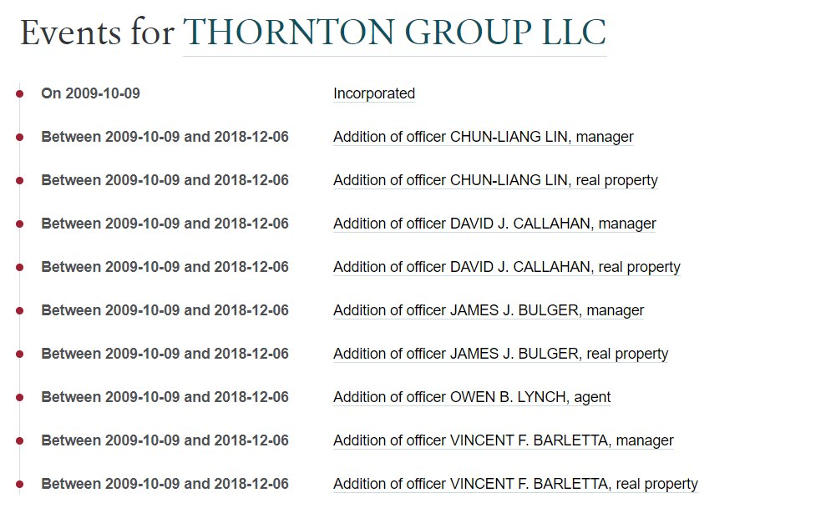 Events for THORNTON GROUP LLC
On 2009-10-09 Incorporated
Between 2009-10-09 and 2018-12-06 Addition of officer CHUN-LIANG LIN, manager
Between 2009-10-09 and 2018-12-06 Addition of officer CHUN-LIANG LIN, real property
Between 2009-10-09 and 2018-12-06 Addition of officer DAVID J. CALLAHAN, manager
Between 2009-10-09 and 2018-12-06 Addition of officer DAVID J. CALLAHAN, real property
Between 2009-10-09 and 2018-12-06 Addition of officer JAMES J. BULGER, manager
Between 2009-10-09 and 2018-12-06 Addition of officer JAMES J. BULGER, real property
Between 2009-10-09 and 2018-12-06 Addition of officer OWEN B. LYNCH, agent
Between 2009-10-09 and 2018-12-06 Addition of officer VINCENT F. BARLETTA, manager
Between 2009-10-09 and 2018-12-06 Addition of officer VINCENT F. BARLETTA, real property